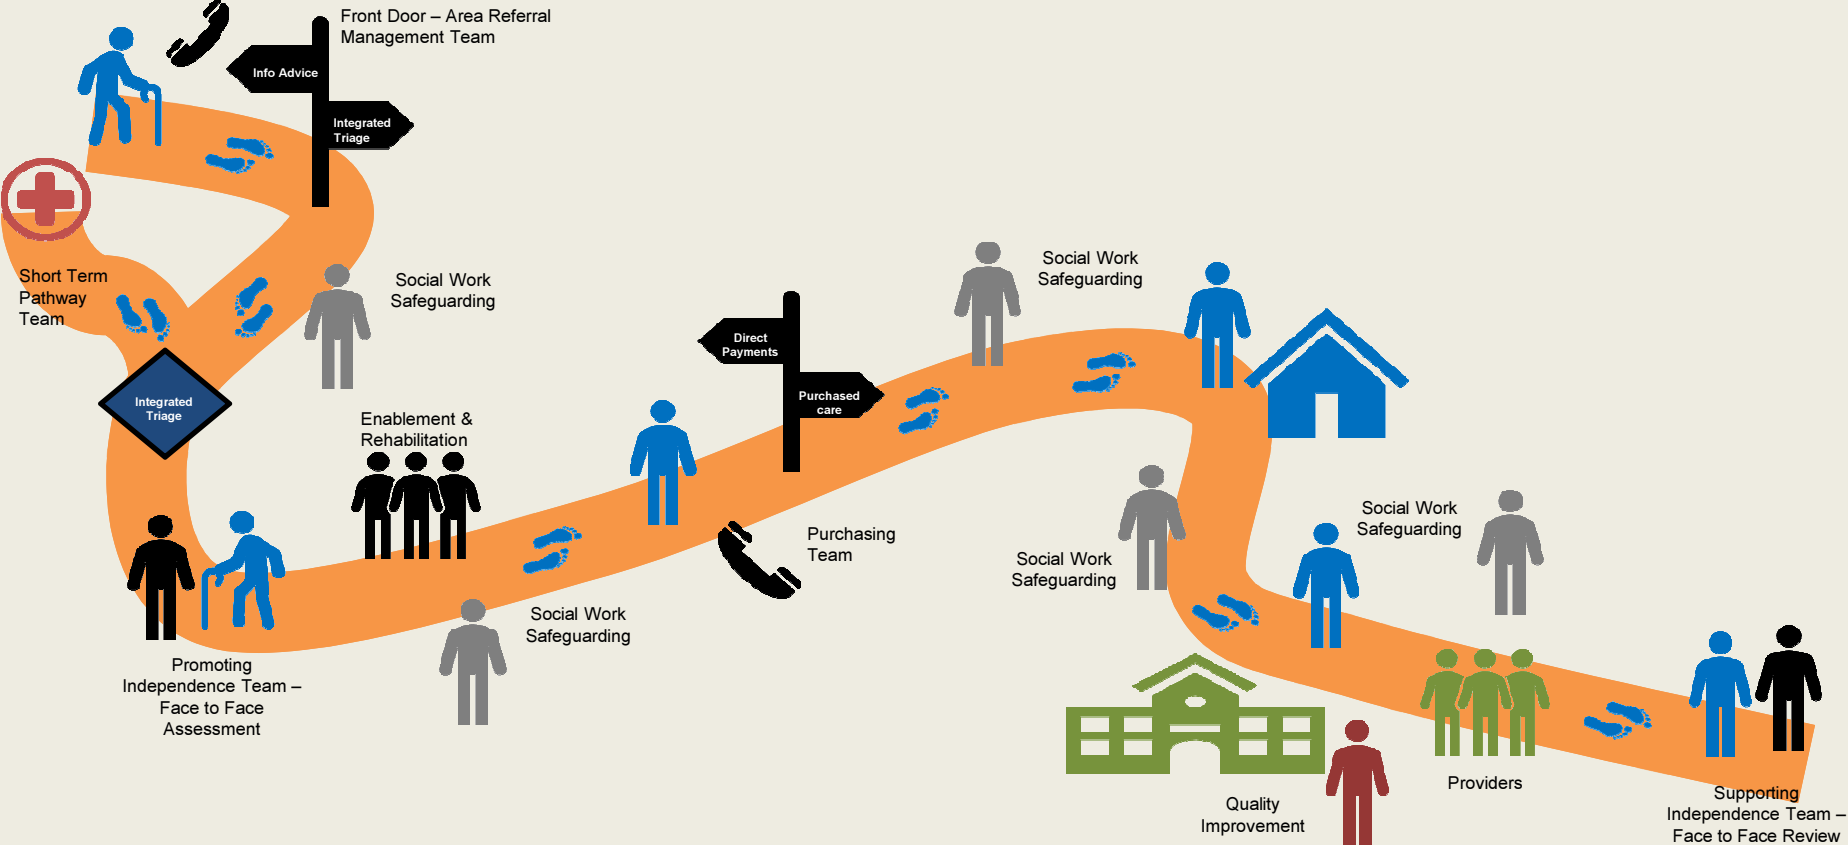 Front Door – Area Referral
Management Team
Info Advice
Integrated
Triage
Short Term
Pathway
Team
Social Work
Safeguarding
Integrated
Triage
Enablement &
Rehabilitation
Promoting
Independence Team –
Face to Face
Assessment
Social Work
Safeguarding
Direct
Payments
Purchased
care
Purchasing
Team
Social Work
Safeguarding
Social Work
Safeguarding
Social Work
Safeguarding
Quality
Improvement
Providers
Supporting
Independence Team –
Face to Face Review